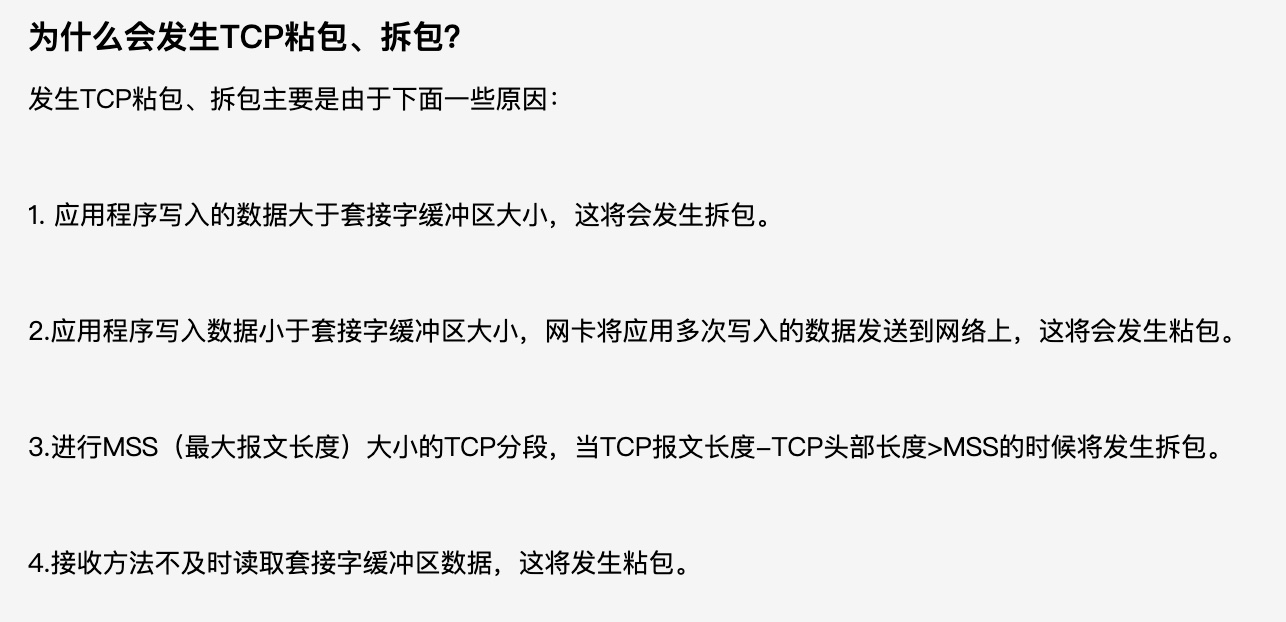 为什么会发生TCP粘包、拆包?
发生TCP粘包、拆包主要是由于下面一些原因：
1. 应用程序写入的数据大于套接字缓冲区大小，这将会发生拆包。
2.应用程序写入数据小于套接字缓冲区大小，网卡将应用多次写入的数据发送到网络上，这将会发生粘包。
3.进行MSS（最大报文长度）大小的TCP分段，当TCP报文长度–TCP头部长度>MSS的时候将发生拆包。
4.接收方法不及时读取套接字缓冲区数据，这将发生粘包。